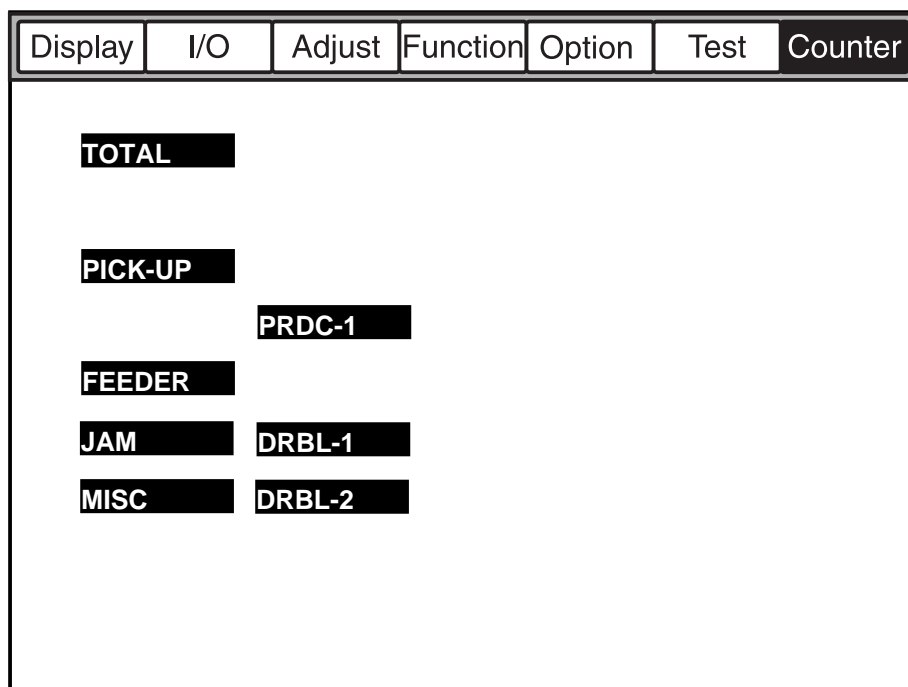 Display I/O Adjust Function Option Test Counter
TOTAL
PICK-UP
PRDC-1
FEEDER
JAM DRBL-1
MISC DRBL-2